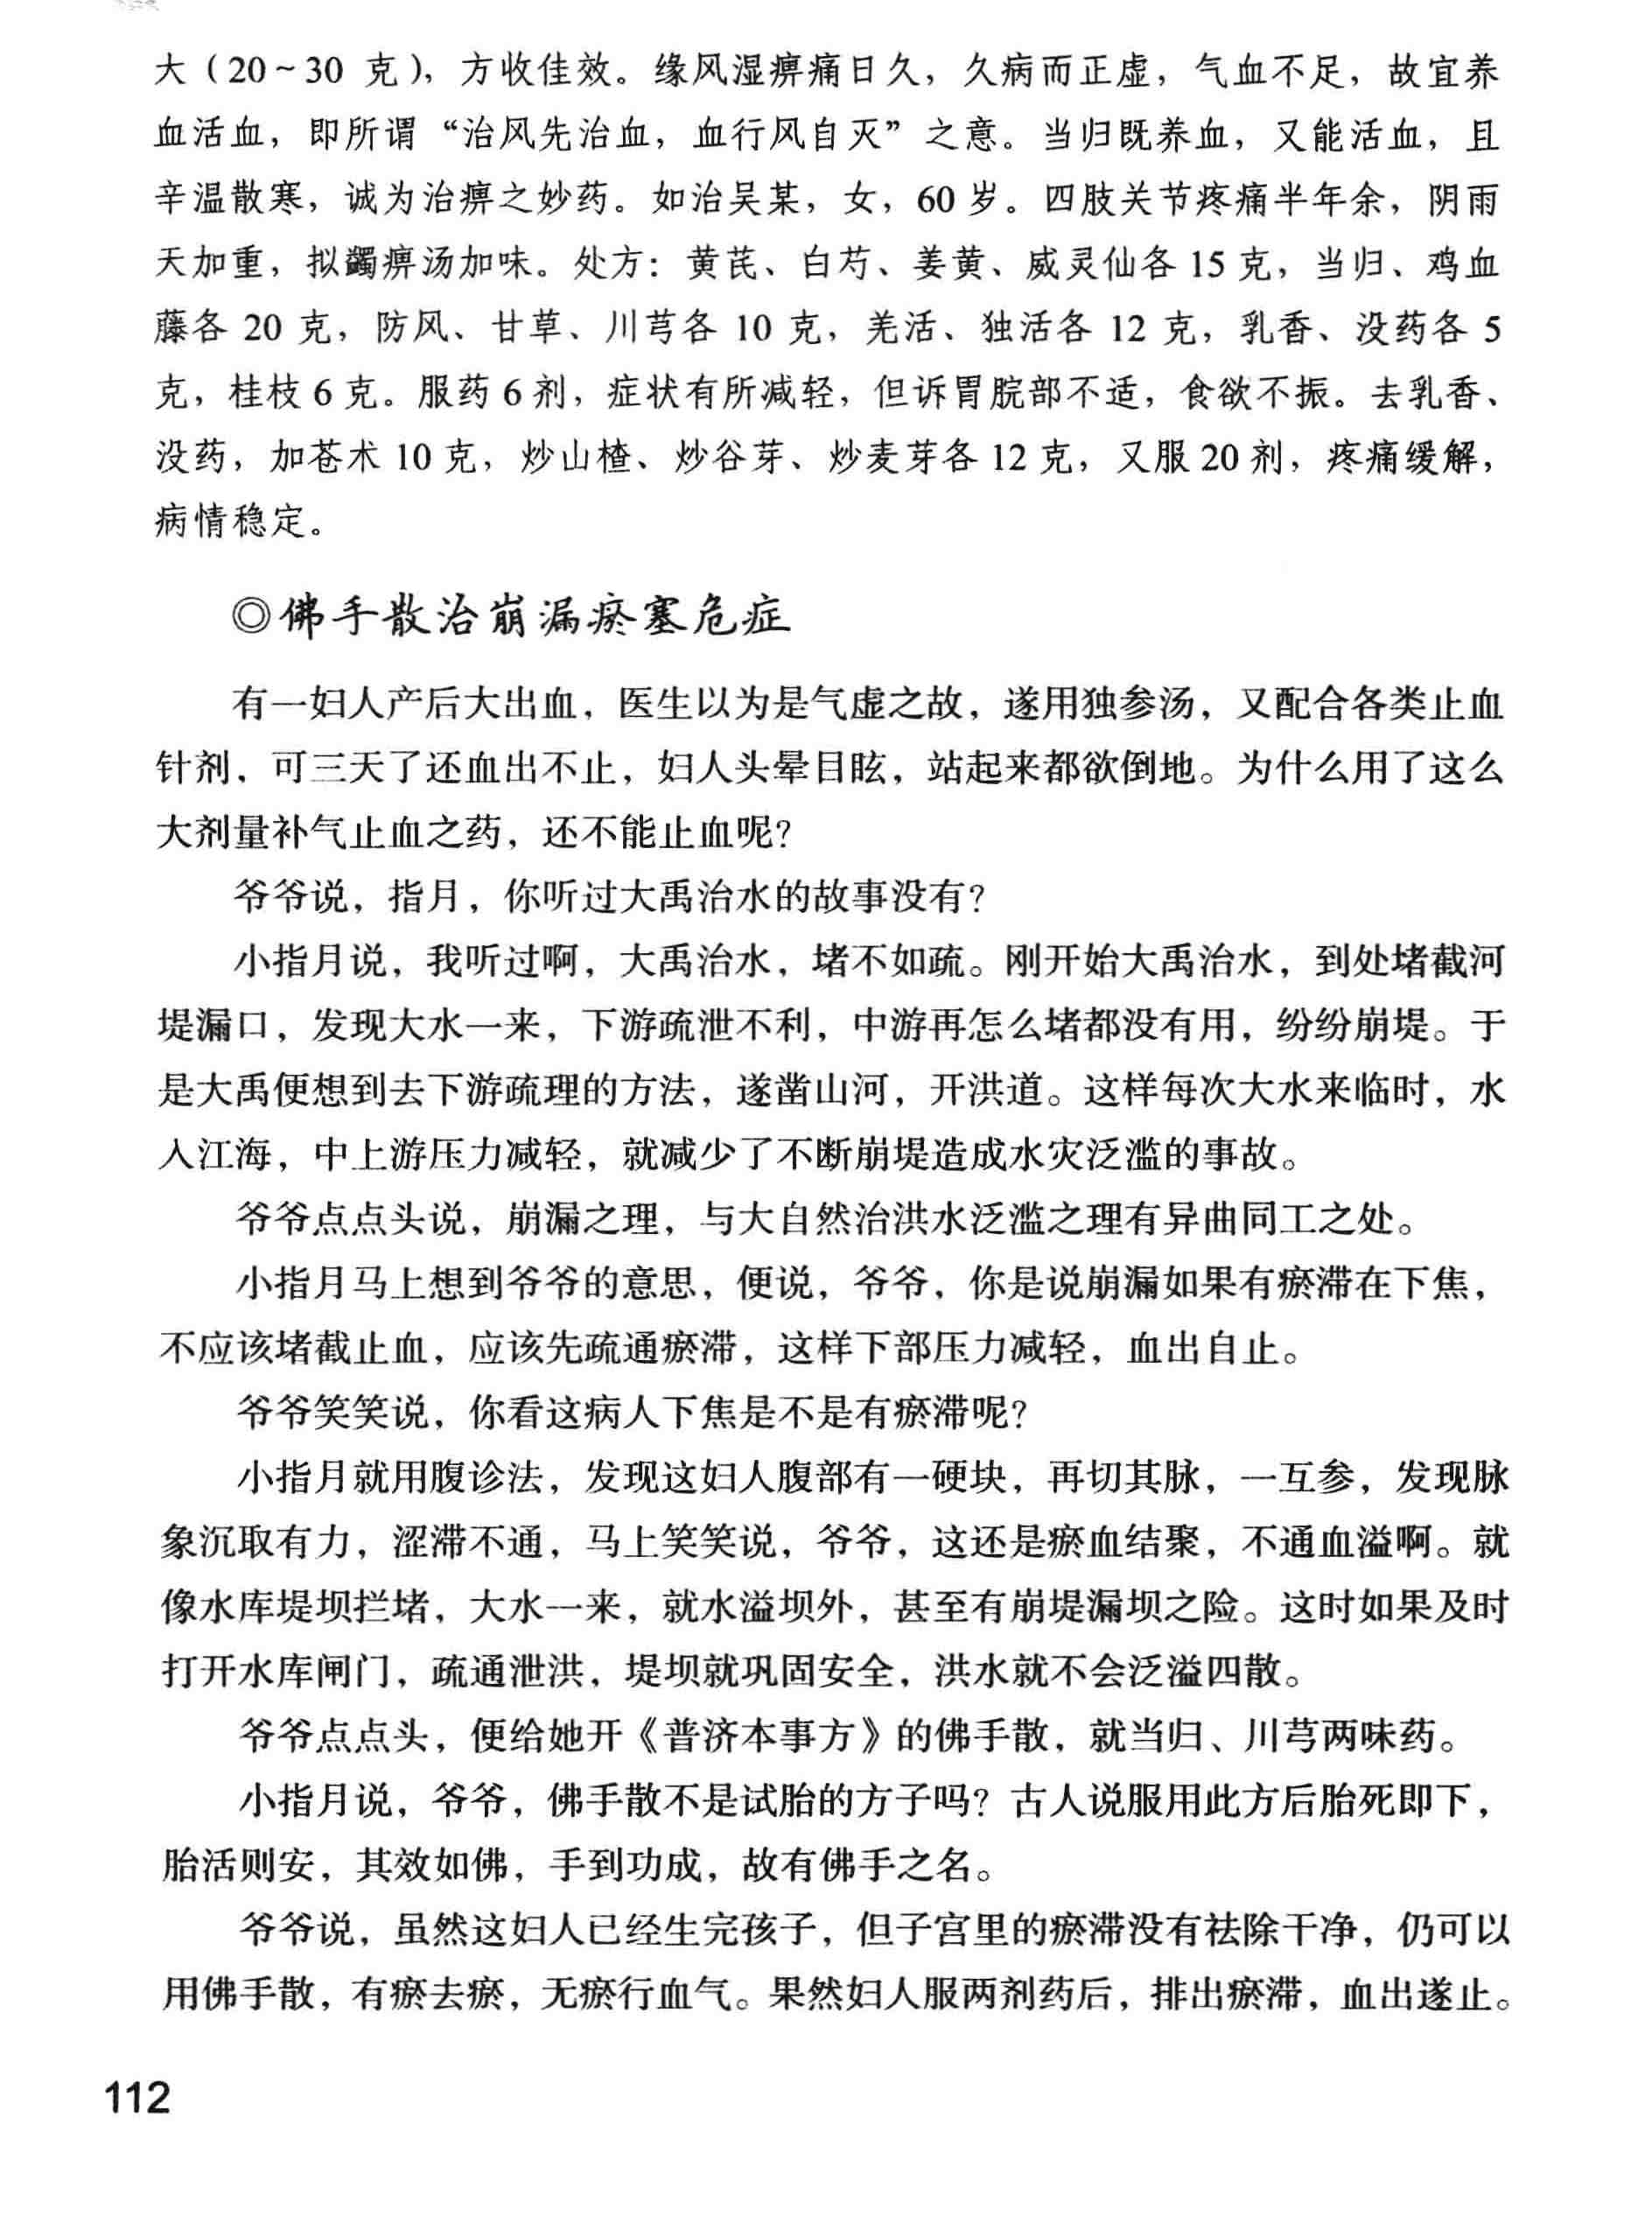 大（20～30 克），方收佳效。缘风湿痹痛日久，久病而正虚，气血不足，故宜养
血活血，即所谓“治风先治血，血行风自灭”之意。当归既养血，又能活血，且
辛温散寒，诚为治痹之妙药。如治吴某，女，60 岁。四肢关节疼痛半年余，阴雨
天加重，拟蠲痹汤加味。处方：黄芪、白芍、姜黄、威灵仙各 15 克，当归、鸡血
藤各 20 克，防风、甘草、川芎各 10 克，羌活、独活各 12 克，乳香、没药各 5
克，桂枝 6 克。服药 6 剂，症状有所减轻，但诉胃脘部不适，食欲不振。去乳香、
没药，加苍术 10 克，炒山楂、炒谷芽、炒麦芽各 12 克，又服 20 剂，疼痛缓解，
病情稳定。
◎佛手散治崩漏瘀塞危症
有一妇人产后大出血，医生以为是气虚之故，遂用独参汤，又配合各类止血
针剂，可三天了还血出不止，妇人头晕目眩，站起来都欲倒地。为什么用了这么
大剂量补气止血之药，还不能止血呢？
爷爷说，指月，你听过大禹治水的故事没有？
小指月说，我听过啊，大禹治水，堵不如疏。刚开始大禹治水，到处堵截河
堤漏口，发现大水一来，下游疏泄不利，中游再怎么堵都没有用，纷纷崩堤。于
是大禹便想到去下游疏理的方法，遂凿山河，开洪道。这样每次大水来临时，水
入江海，中上游压力减轻，就减少了不断崩堤造成水灾泛滥的事故。
爷爷点点头说，崩漏之理，与大自然治洪水泛滥之理有异曲同工之处。
小指月马上想到爷爷的意思，便说，爷爷，你是说崩漏如果有瘀滞在下焦，
不应该堵截止血，应该先疏通瘀滞，这样下部压力减轻，血出自止。
爷爷笑笑说，你看这病人下焦是不是有瘀滞呢？
小指月就用腹诊法，发现这妇人腹部有一硬块，再切其脉，一互参，发现脉
象沉取有力，涩滞不通，马上笑笑说，爷爷，这还是瘀血结聚，不通血溢啊。就
像水库堤坝拦堵，大水一来，就水溢坝外，甚至有崩堤漏坝之险。这时如果及时
打开水库闸门，疏通泄洪，堤坝就巩固安全，洪水就不会泛溢四散。
爷爷点点头，便给她开《普济本事方》的佛手散，就当归、川芎两味药。
小指月说，爷爷，佛手散不是试胎的方子吗？古人说服用此方后胎死即下，
胎活则安，其效如佛，手到功成，故有佛手之名。
爷爷说，虽然这妇人已经生完孩子，但子宫里的瘀滞没有祛除干净，仍可以
用佛手散，有瘀去瘀，无瘀行血气。果然妇人服两剂药后，排出瘀滞，血出遂止。
112